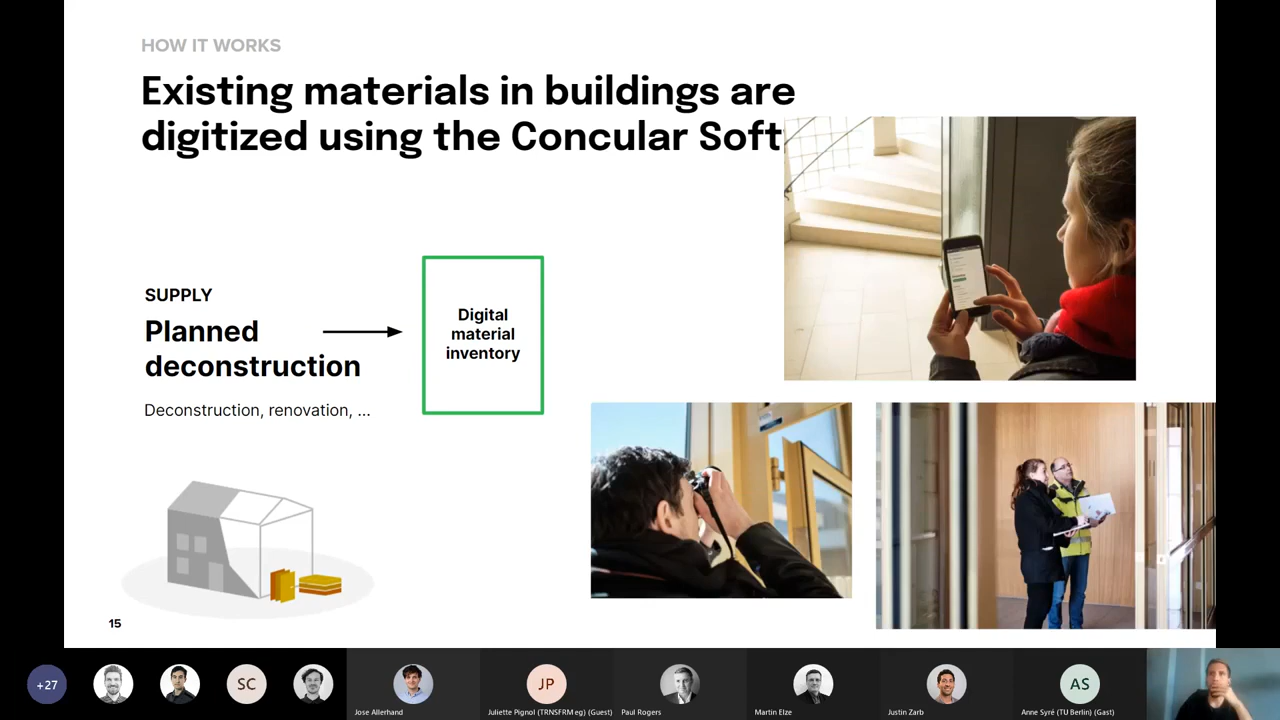 HOW IT WORKS
Existing materials in buildings are
digitized using the Concular Soft
SUPPLY
Planned
deconstruction
Deconstruction, renovation, ...
Digital
material
inventory
15
+27
SC
Jose Allerhand
JP
Juliette Pignol (TRNSFRM eg) (Guest)
Paul Rogers
Martin Elze
Justin Zarb
AS
Anne Syré (TU Berlin) (Gast)